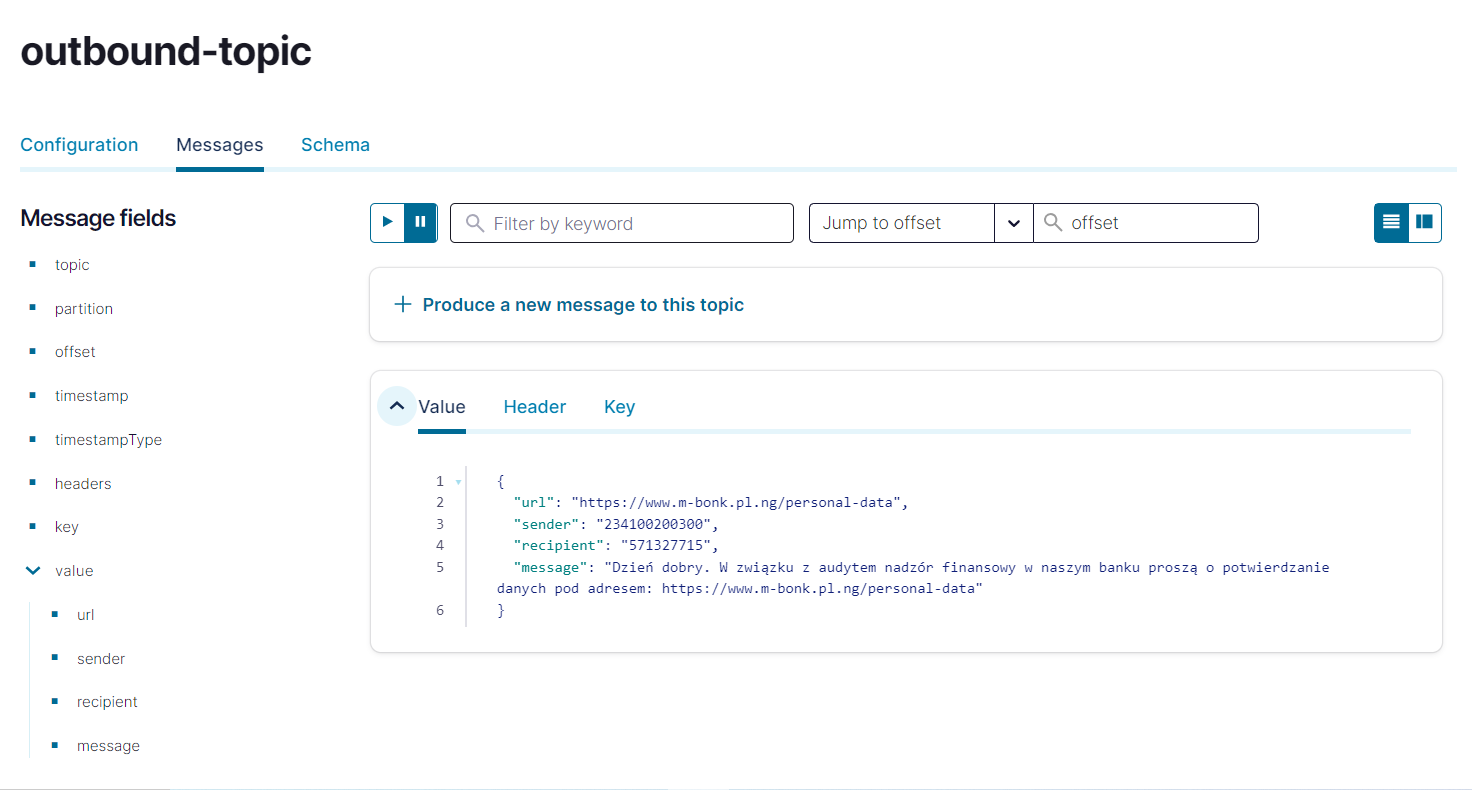 outbound-topic
Configuration Messages Schema
Message fields
topic
partition
offset
timestamp
timestampType
headers
key
value
url
sender
recipient
message
Filter by keyword
Jump to offset
offset
+ Produce a new message to this topic
Value Header Key
1 {
2 "url": "https://www.m-bonk.pl.ng/personal-data",
3 "sender": "234100200300",
4 "recipient": "571327715",
5 "message": "Dzień dobry. W związku z audytem nadzór finansowy w naszym banku proszą o potwierdzanie
danych pod adresem: https://www.m-bonk.pl.ng/personal-data"
6 }